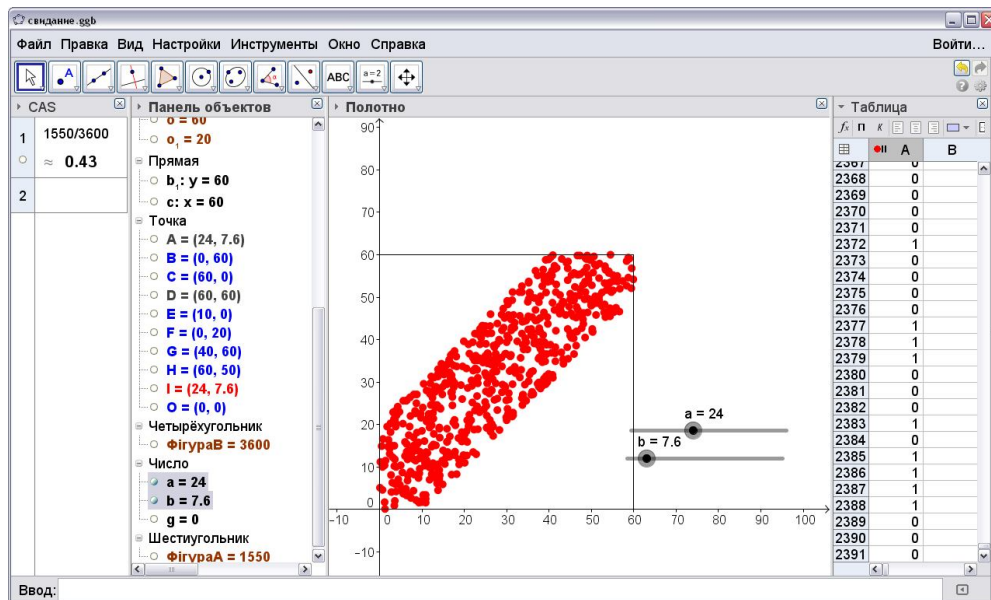 свидание.ggb
Файл Правка Вид Настройки Инструменты Окно Справка
Войти...
ABC
a=2
CAS
1
1550/3600
≈ 0.43
2
Панель объектов
o = 60
o₁ = 20
Прямая
b₁: y = 60
c: x = 60
Точка
A = (24, 7.6)
B = (0, 60)
C = (60, 0)
D = (60, 60)
E = (10, 0)
F = (0, 20)
G = (40, 60)
H = (60, 50)
I = (24, 7.6)
O = (0, 0)
Четырёхугольник
ФігураB = 3600
Число
a = 24
b = 7.6
g = 0
Шестиугольник
ФігураA = 1550
Полотно
90
80
70
60
50
40
30
20
10
0
-10
-10 0 10 20 30 40 50 60 70 80 90 100
a = 24
b = 7.6
Таблица
fx П К
A B
2367 0
2368 0
2369 0
2370 0
2371 0
2372 1
2373 0
2374 0
2375 0
2376 0
2377 1
2378 1
2379 1
2380 0
2381 0
2382 0
2383 1
2384 0
2385 1
2386 1
2387 1
2388 1
2389 0
2390 0
2391 0
Ввод: